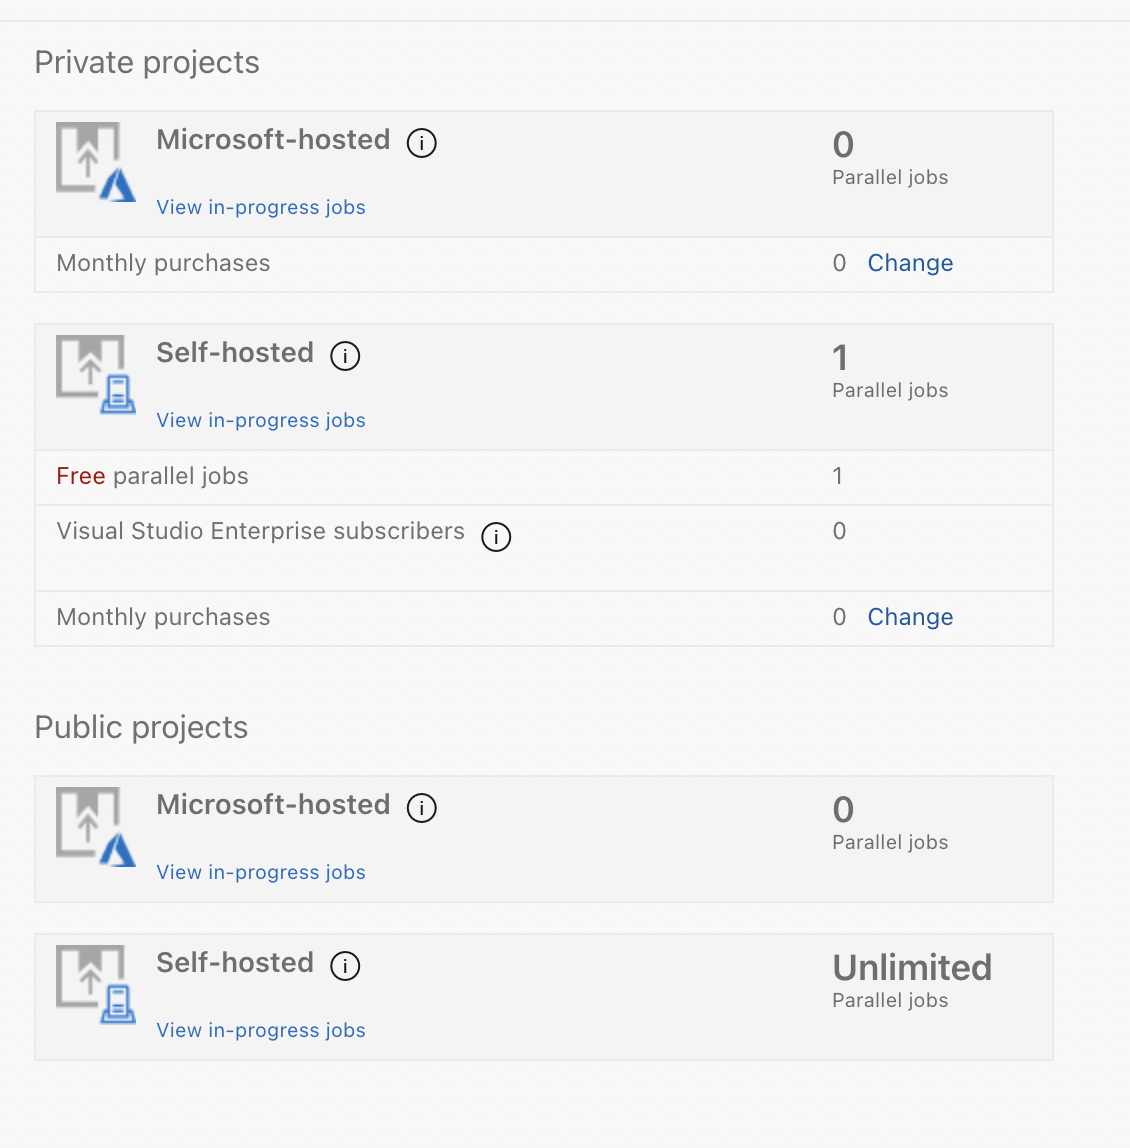 Private projects
Microsoft-hosted
0
Parallel jobs
View in-progress jobs
Monthly purchases 0 Change
Self-hosted
1
Parallel jobs
View in-progress jobs
Free parallel jobs 1
Visual Studio Enterprise subscribers 0
Monthly purchases 0 Change
Public projects
Microsoft-hosted
0
Parallel jobs
View in-progress jobs
Self-hosted
Unlimited
Parallel jobs
View in-progress jobs